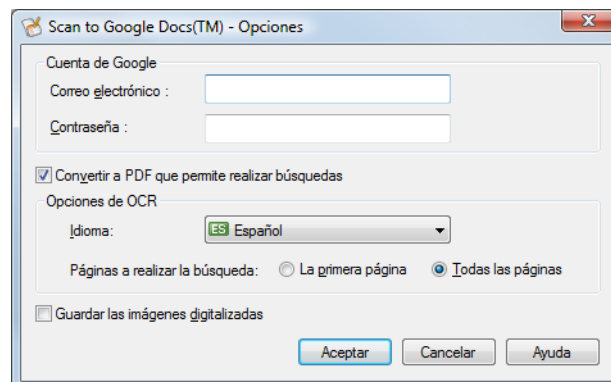 Scan to Google Docs(TM) - Opciones
Cuenta de Google
Correo electrónico :
Contraseña :
Convertir a PDF que permite realizar búsquedas
Opciones de OCR
Idioma: ES Español
Páginas a realizar la búsqueda: La primera página Todas las páginas
Guardar las imágenes digitalizadas
Aceptar Cancelar Ayuda